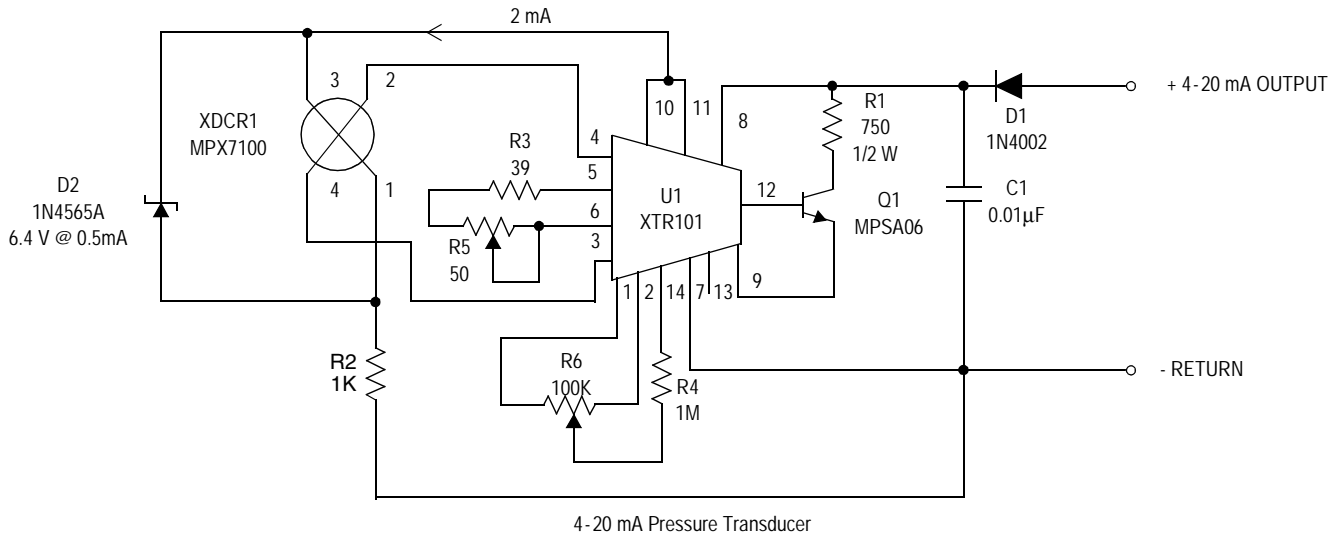 2 mA
3
2
XDCR1
MPX7100
4
1
D2
1N4565A
6.4 V @ 0.5mA
R2
1K
R3
39
R5
50
4
5
6
3
10
11
8
U1
XTR101
12
1
2
14
7
13
9
R6
100K
R4
1M
R1
750
1/2 W
Q1
MPSA06
D1
1N4002
C1
0.01µF
+ 4-20 mA OUTPUT
- RETURN
4-20 mA Pressure Transducer